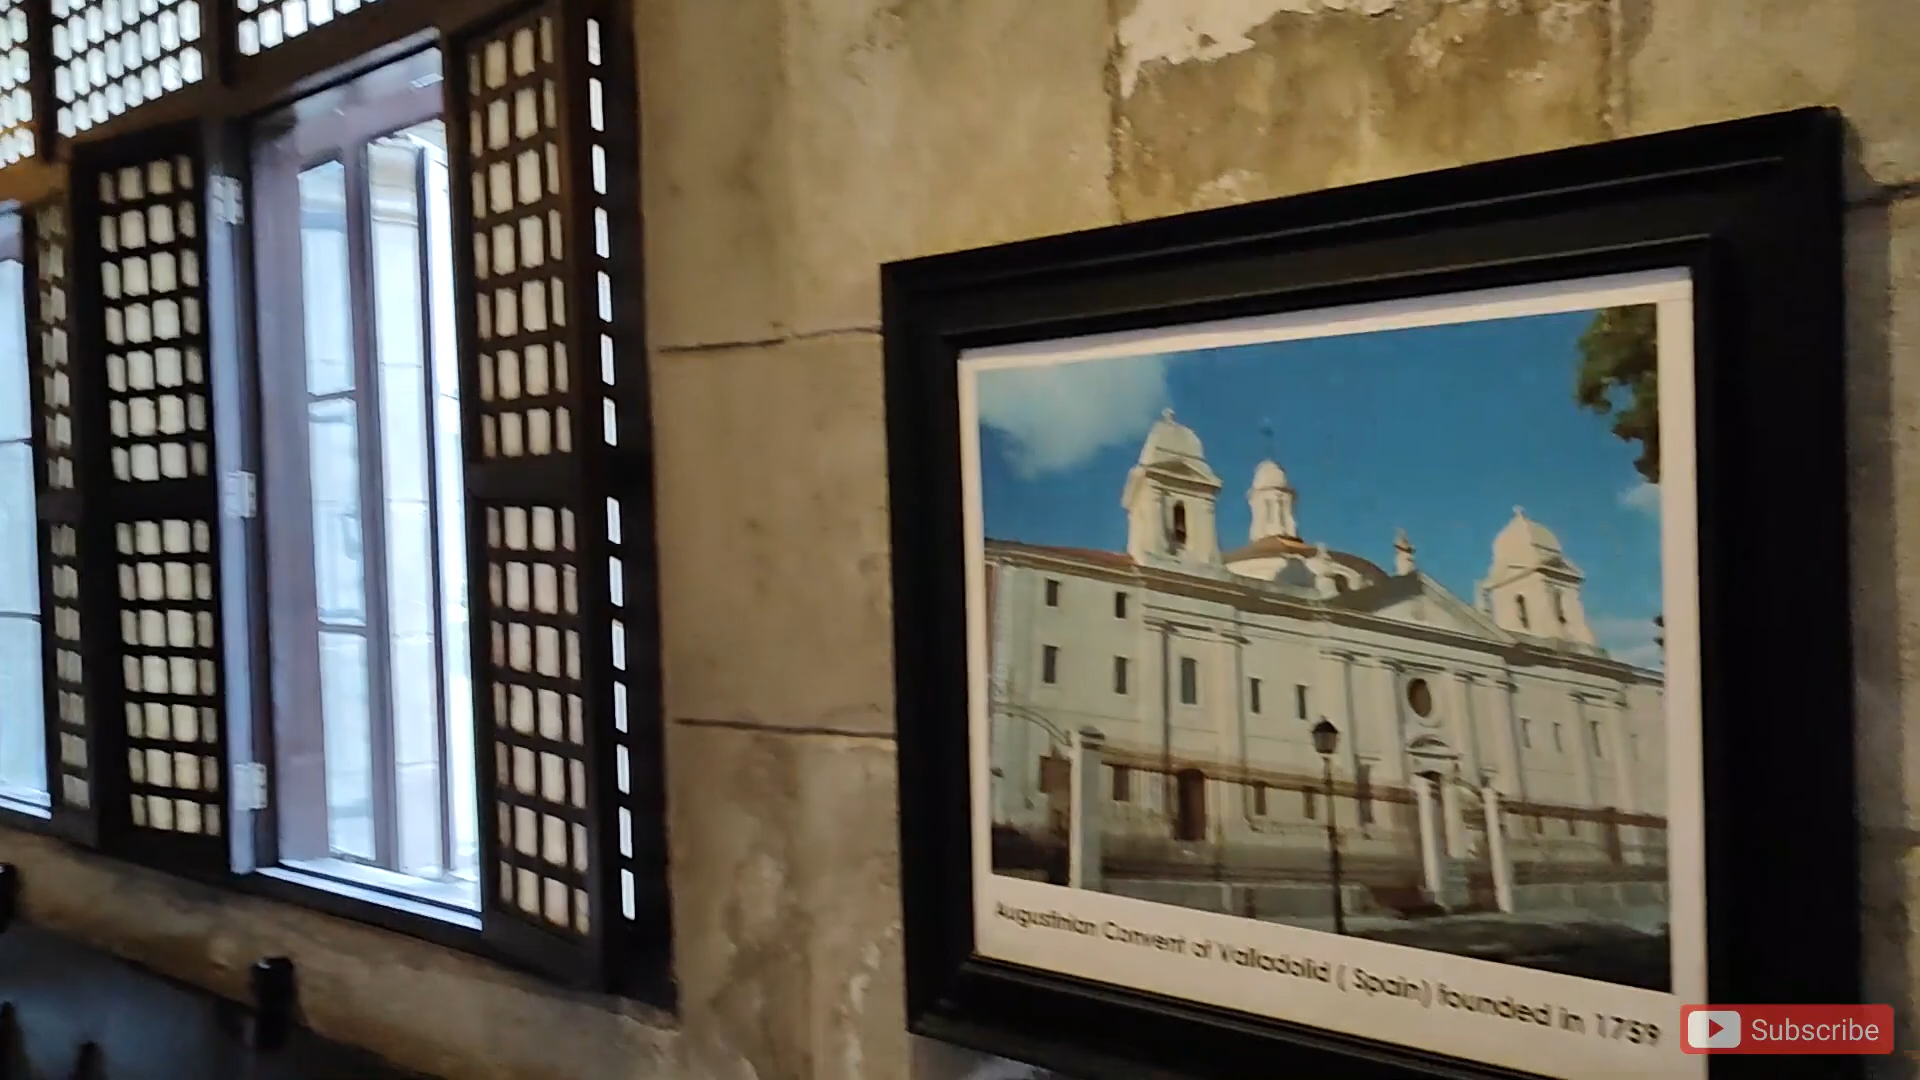 Augustinian Convent of Valladolid ( Spain) founded in 1759
Subscribe